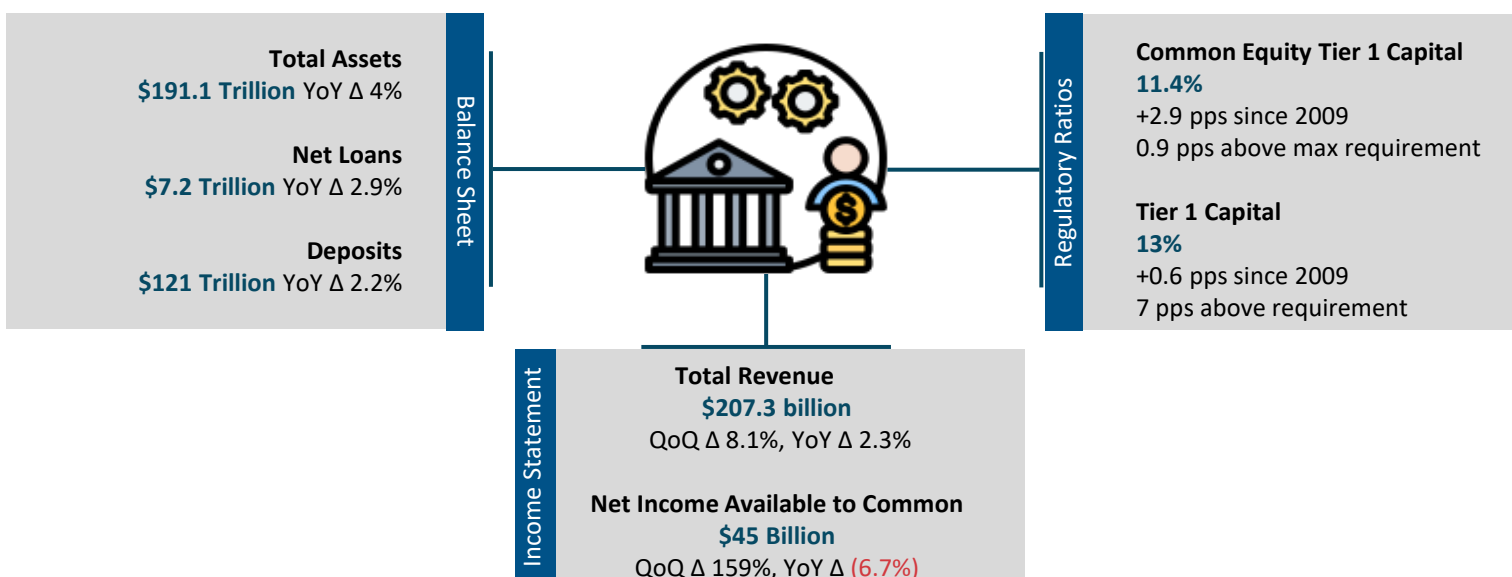 Total Assets
$191.1 Trillion YoY Δ 4%
Net Loans
$7.2 Trillion YoY Δ 2.9%
Deposits
$121 Trillion YoY Δ 2.2%
Balance Sheet
$
Regulatory Ratios
Common Equity Tier 1 Capital
11.4%
+2.9 pps since 2009
0.9 pps above max requirement
Tier 1 Capital
13%
+0.6 pps since 2009
7 pps above requirement
Income Statement
Total Revenue
$207.3 billion
QoQ Δ 8.1%, YoY Δ 2.3%
Net Income Available to Common
$45 Billion
QoQ Δ 159%, YoY Δ (6.7%)